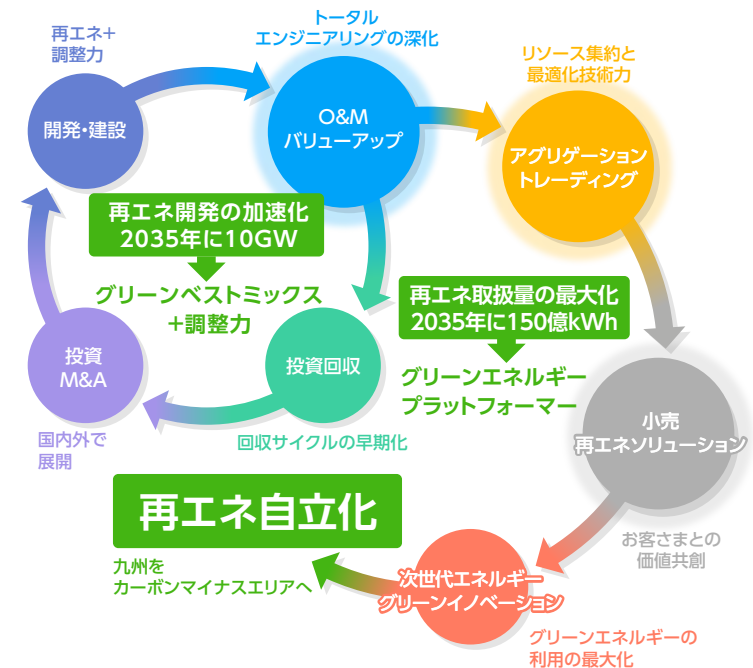 再エネ+
調整力
開発・建設
トータル
エンジニアリングの深化
O&M
バリューアップ
リソース集約と
最適化技術力
アグリゲーション
トレーディング
再エネ開発の加速化
2035年に10GW
グリーンベストミックス
+調整力
再エネ取扱量の最大化
2035年に150億kWh
グリーンエネルギー
プラットフォーマー
投資
M&A
国内外で
展開
投資回収
回収サイクルの早期化
小売
再エネソリューション
お客さまとの
価値共創
再エネ自立化
九州を
カーボンマイナスエリアへ
次世代エネルギー
グリーンイノベーション
グリーンエネルギーの
利用の最大化